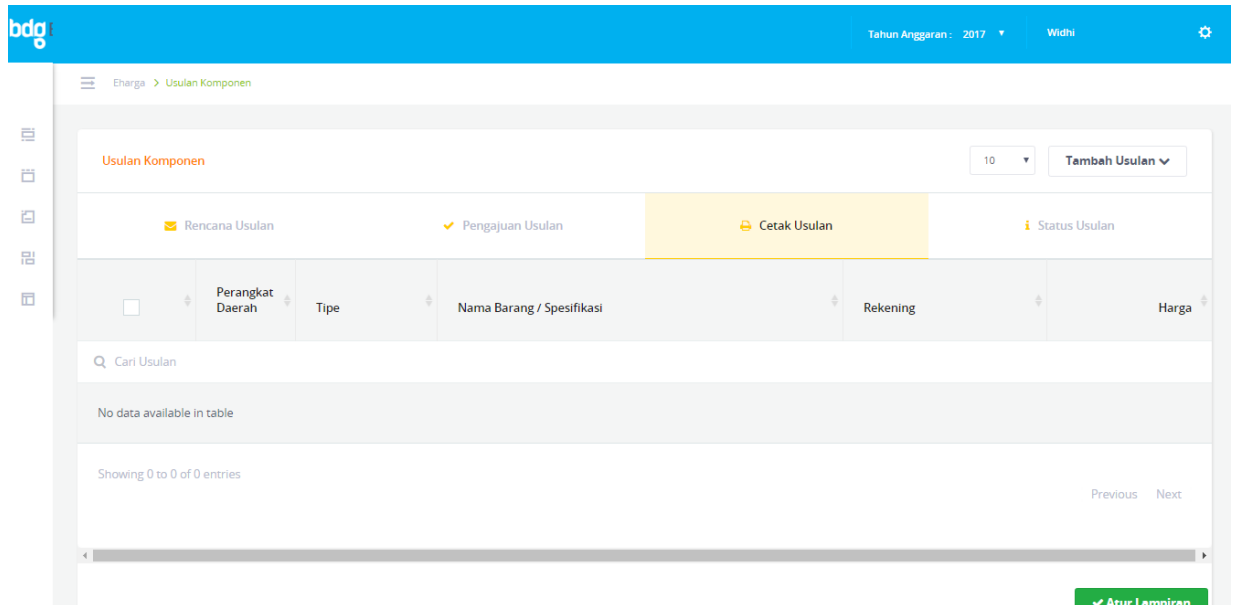 bdg
Tahun Anggaran : 2017 Widhi
Eharga > Usulan Komponen
Usulan Komponen 10 Tambah Usulan
Rencana Usulan Pengajuan Usulan Cetak Usulan Status Usulan
Perangkat
Daerah Tipe Nama Barang / Spesifikasi Rekening Harga
Cari Usulan
No data available in table
Showing 0 to 0 of 0 entries
Previous Next
Atur Lampiran